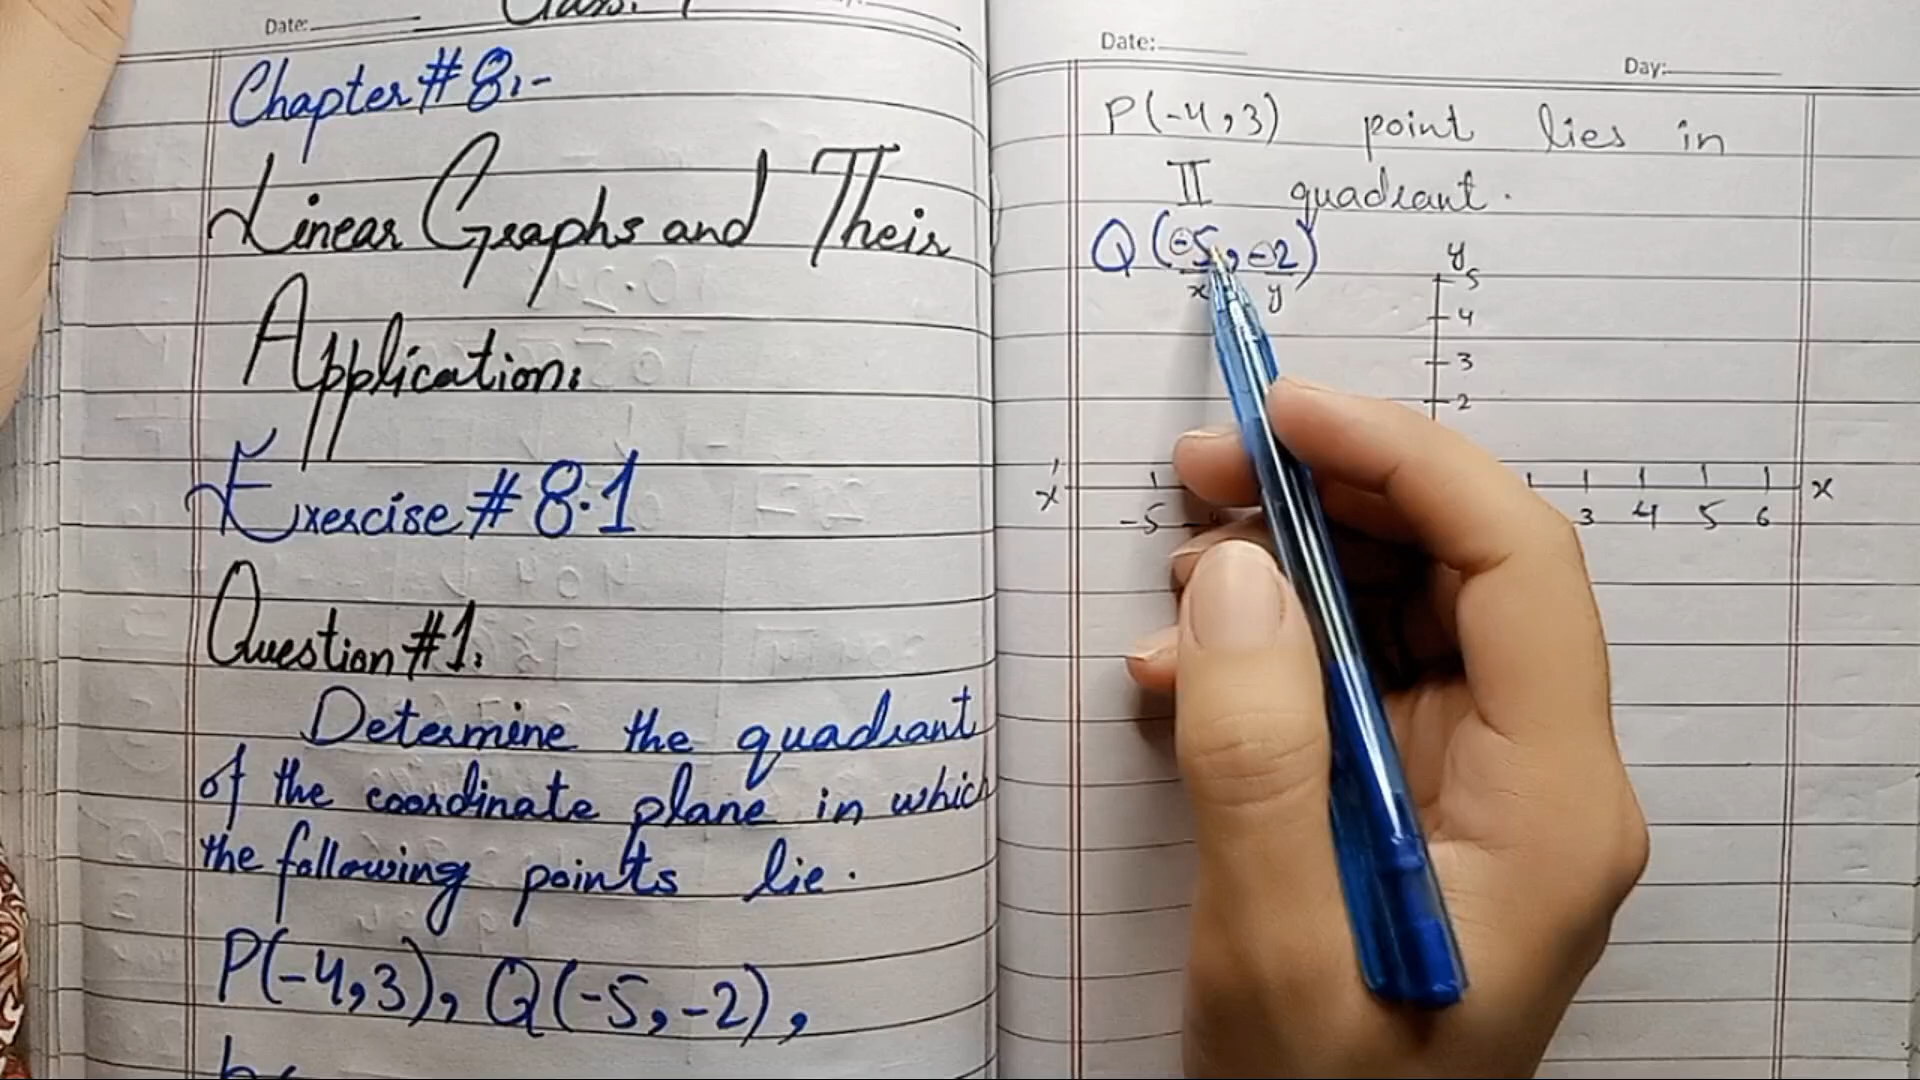 Date:
Class:
Chapter # 8:-
Linear Graphs and Their
Application:
Exercise # 8.1
Question #1:
Determine the quadrant
of the coordinate plane in which
the following points lie.
P(-4,3), Q(-5,-2),
Date:
Day:
P(-4,3) point lies in
II quadrant.
Q(-5,-2)
x y
y
5
4
3
2
x' x
-5 3 4 5 6